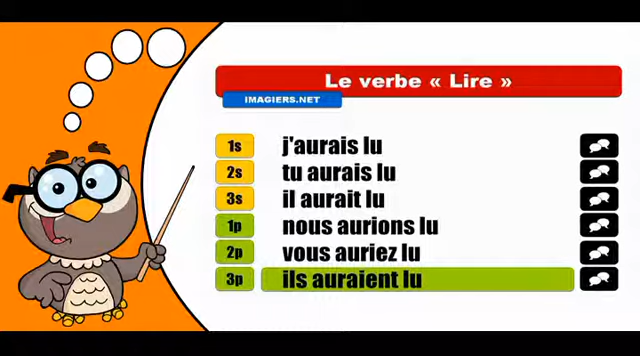 Le verbe « Lire »
IMAGIERS.NET
1s j'aurais lu
2s tu aurais lu
3s il aurait lu
1p nous aurions lu
2p vous auriez lu
3p ils auraient lu